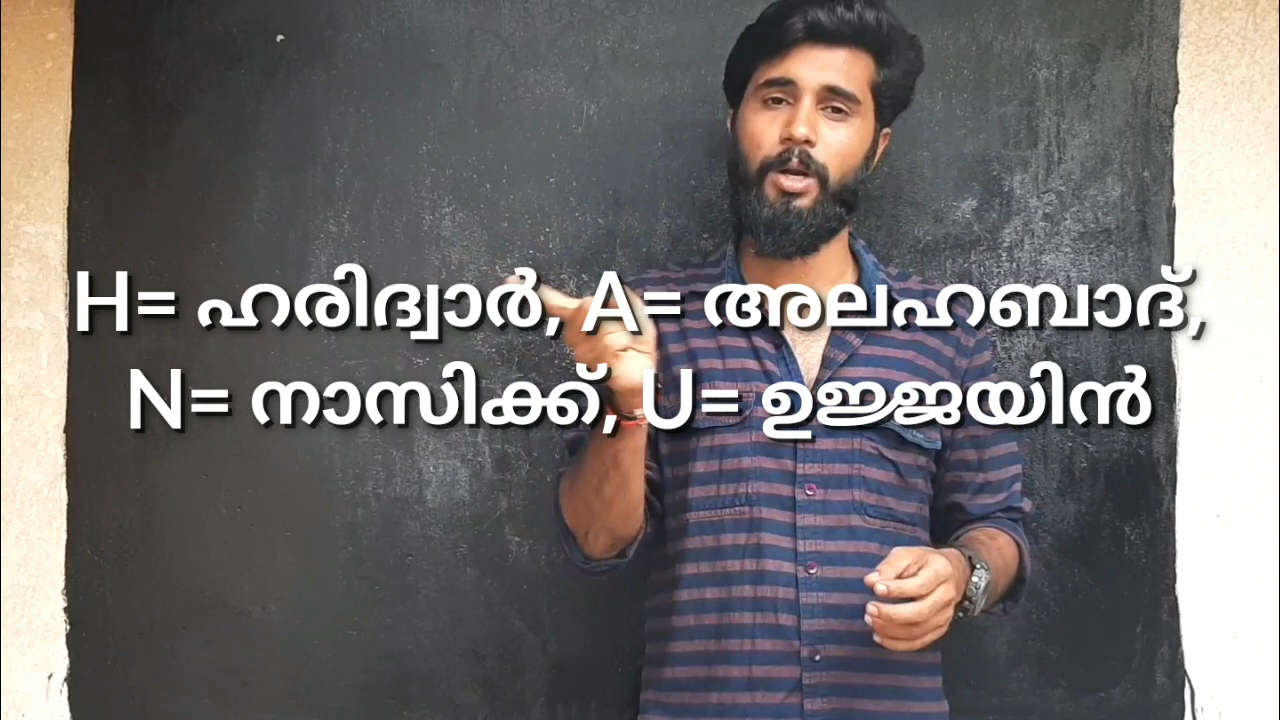 H= ഹരിദ്വാർ, A= അലഹബാദ്,
N= നാസിക്ക്, U= ഉജ്ജയിൻ